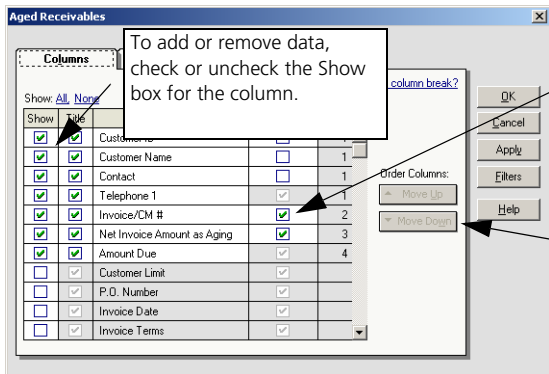 Aged Receivables
To add or remove data,
check or uncheck the Show
box for the column.
Columns
column break?
Show: All, None
Show Title
Customer ID 1
Customer Name 1
Contact 1
Telephone 1 1
Invoice/CM # 2
Net Invoice Amount as Aging 3
Amount Due 4
Customer Limit
P.O. Number
Invoice Date
Invoice Terms
Order Columns:
Move Up
Move Down
OK
Cancel
Apply
Filters
Help